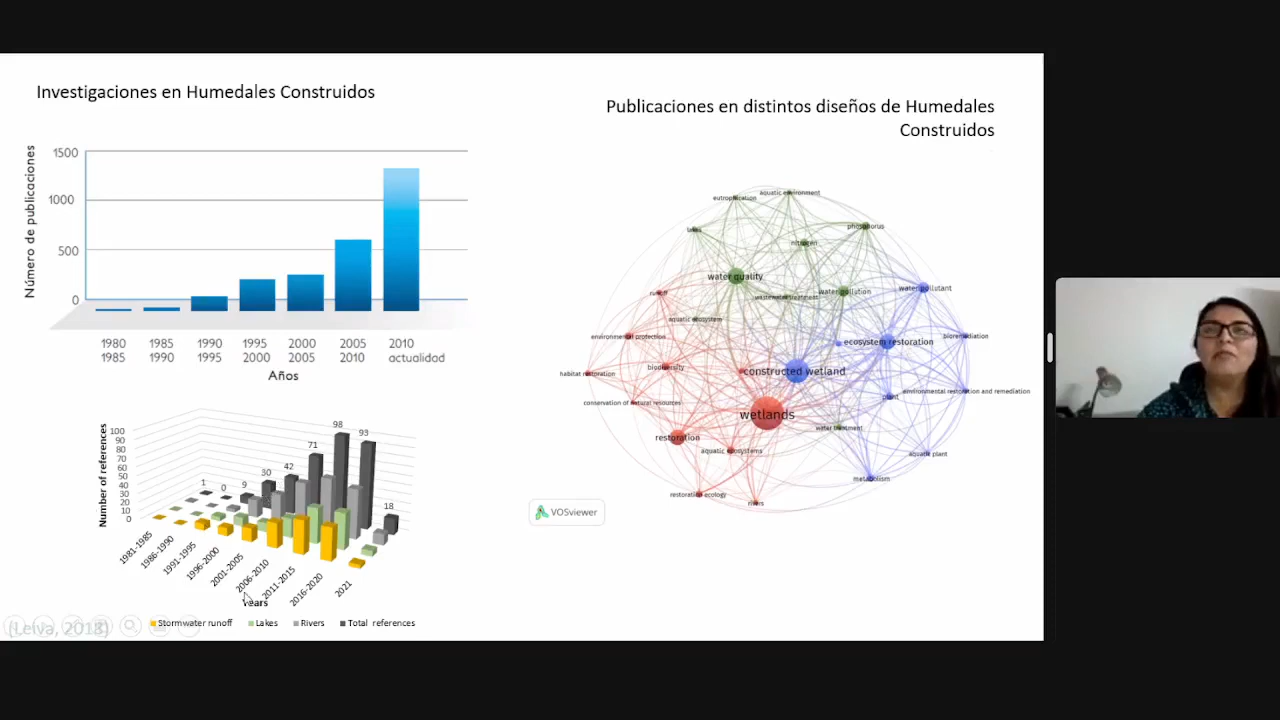 Investigaciones en Humedales Construidos
Publicaciones en distintos diseños de Humedales
Construidos
Número de publicaciones
1500
1000
500
0
1980 1985 1990 1995 2000 2005 2010
1985 1990 1995 2000 2005 2010 actualidad
Años
Number of references
100
90
80
70
60
50
40
30
20
10
0
1 0 9 30 42 71 98 93 18
1981-1985
1986-1990
1991-1995
1996-2000
2001-2005
2006-2010
2011-2015
2016-2020
2021
Years
Stormwater runoff Lakes Rivers Total references
(Leiva, 2018)
aquatic environment
eutrophication
phosphorus
lakes
nitrogen
water quality
water pollutant
water pollution
wastewater treatment
runoff
aquatic ecosystem
environmental protection
bioremediation
ecosystem restoration
biodiversity
constructed wetland
habitat restoration
environmental restoration and remediation
plant
conservation of natural resources
wetlands
water treatment
restoration
aquatic ecosystems
aquatic plant
metabolism
restoration ecology
rivers
VOSviewer